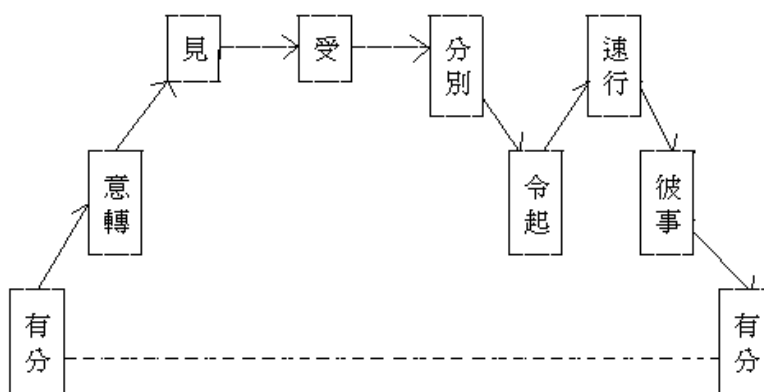 有分
意轉
見
受
分別
令起
速行
彼事
有分